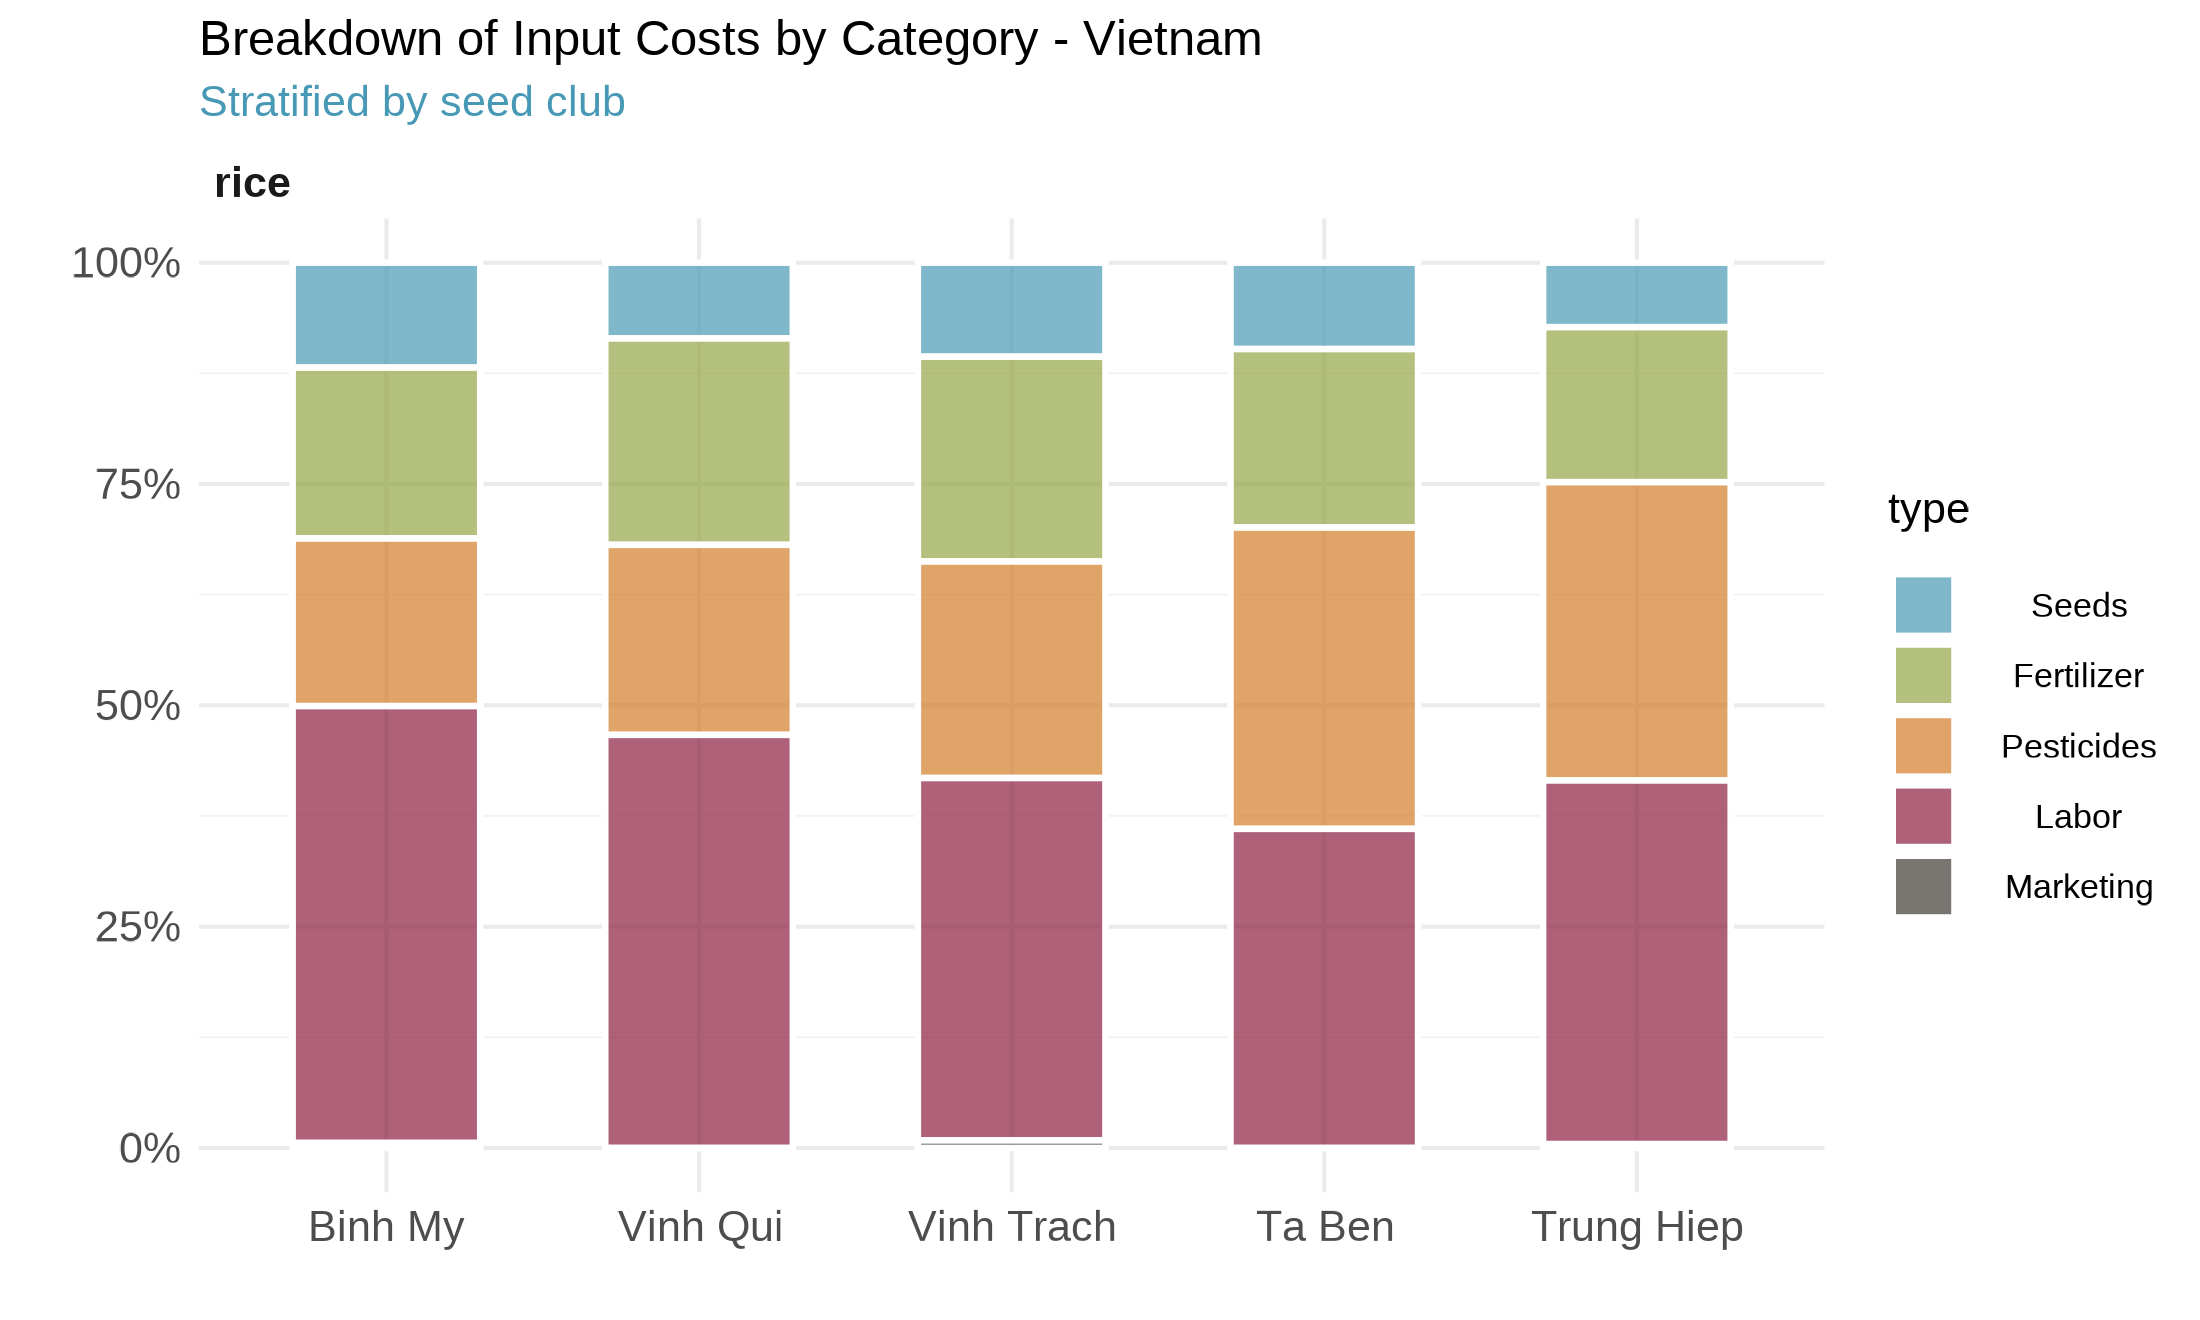 Breakdown of Input Costs by Category - Vietnam
Stratified by seed club
rice
100%
75%
50%
25%
0%
Binh My
Vinh Qui
Vinh Trach
Ta Ben
Trung Hiep
type
Seeds
Fertilizer
Pesticides
Labor
Marketing